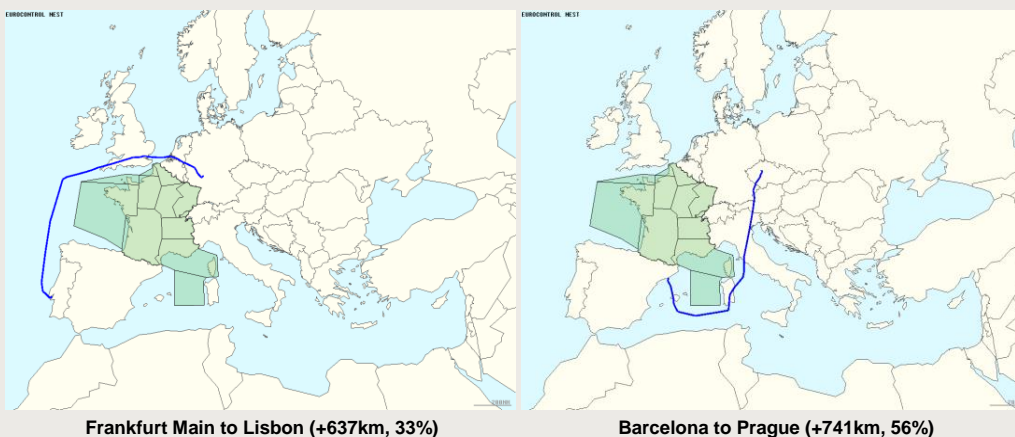 EUROCONTROL NEST
EUROCONTROL NEST
Frankfurt Main to Lisbon (+637km, 33%)
Barcelona to Prague (+741km, 56%)